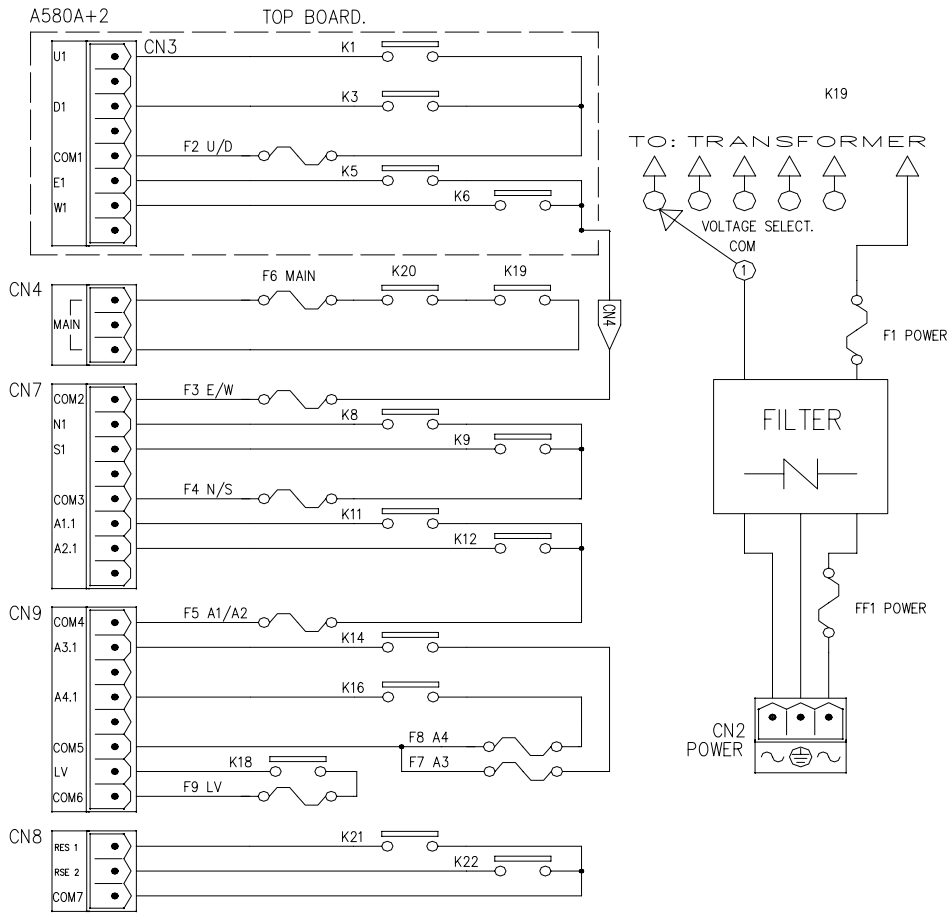 A580A+2
TOP BOARD.
CN3
U1
K1
D1
K3
COM1
F2 U/D
E1
K5
W1
K6
CN4
F6 MAIN
K20
K19
MAIN
CN4
CN7
COM2
F3 E/W
N1
K8
S1
K9
COM3
F4 N/S
A1.1
K11
A2.1
K12
CN9
COM4
F5 A1/A2
A3.1
K14
A4.1
K16
COM5
F8 A4
F7 A3
LV
K18
COM6
F9 LV
CN8
RES 1
K21
RSE 2
K22
COM7
K19
TO: TRANSFORMER
VOLTAGE SELECT.
COM
1
F1 POWER
FILTER
FF1 POWER
CN2
POWER